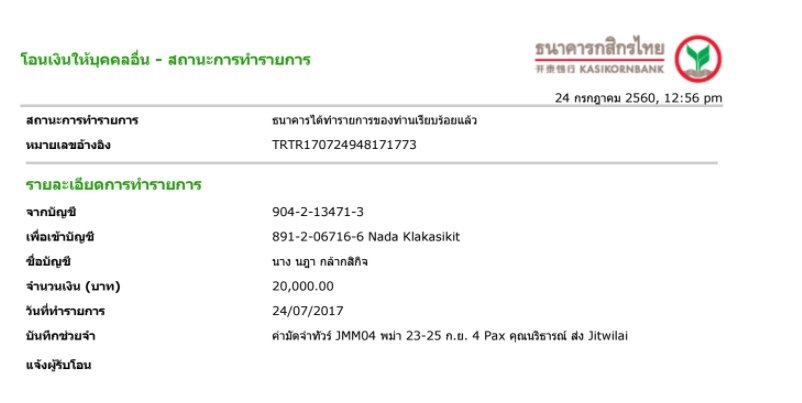 โอนเงินให้บุคคลอื่น - สถานะการทำรายการ
ธนาคารกสิกรไทย
开泰银行 KASIKORNBANK
24 กรกฎาคม 2560, 12:56 pm
สถานะการทำรายการ ธนาคารได้ทำรายการของท่านเรียบร้อยแล้ว
หมายเลขอ้างอิง TRTR170724948171773
รายละเอียดการทำรายการ
จากบัญชี 904-2-13471-3
เพื่อเข้าบัญชี 891-2-06716-6 Nada Klakasikit
ชื่อบัญชี นาง นฎา กล้ากสิกิจ
จำนวนเงิน (บาท) 20,000.00
วันที่ทำรายการ 24/07/2017
บันทึกช่วยจำ ค่ามัดจำทัวร์ JMM04 พม่า 23-25 ก.ย. 4 Pax คุณนริธารณ์ ส่ง Jitwilai
แจ้งผู้รับโอน